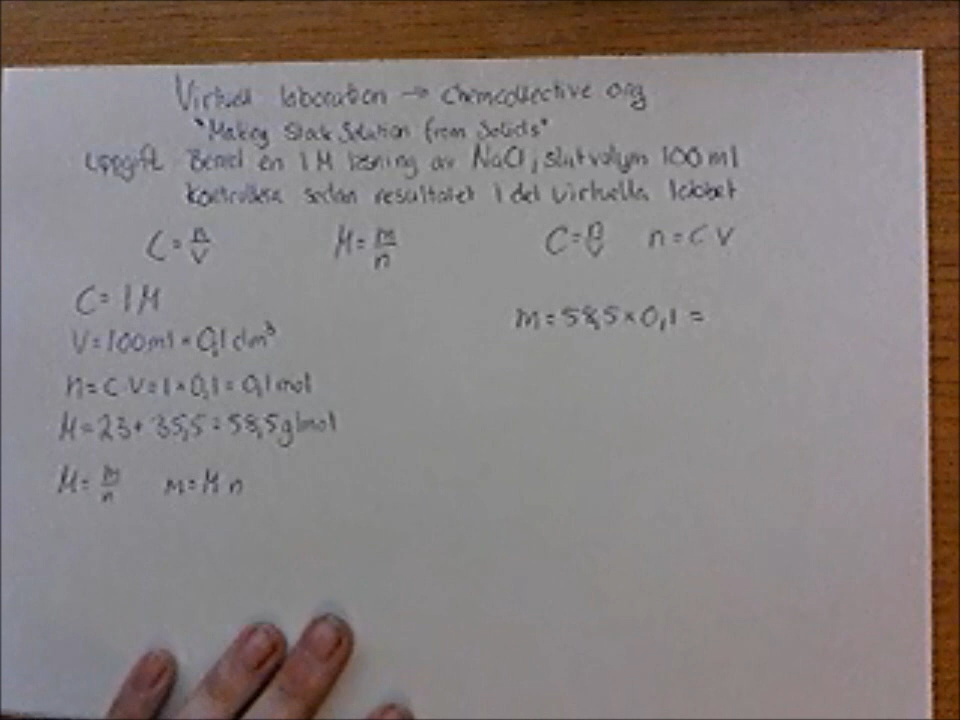 Virtuell laboration → chemcollective.org
"Making Stock Solution from Solids"
Uppgift Bered en 1 M lösning av NaCl, slutvolym 100 ml
Kontrollera sedan resultatet i det virtuella labbet
C = n/V M = m/n C = n/V n = C V
C = 1 M
V = 100 ml = 0,1 dm³
m = 58,5 × 0,1 =
n = C V = 1 × 0,1 = 0,1 mol
M = 23 + 35,5 = 58,5 g/mol
M = m/n m = M n